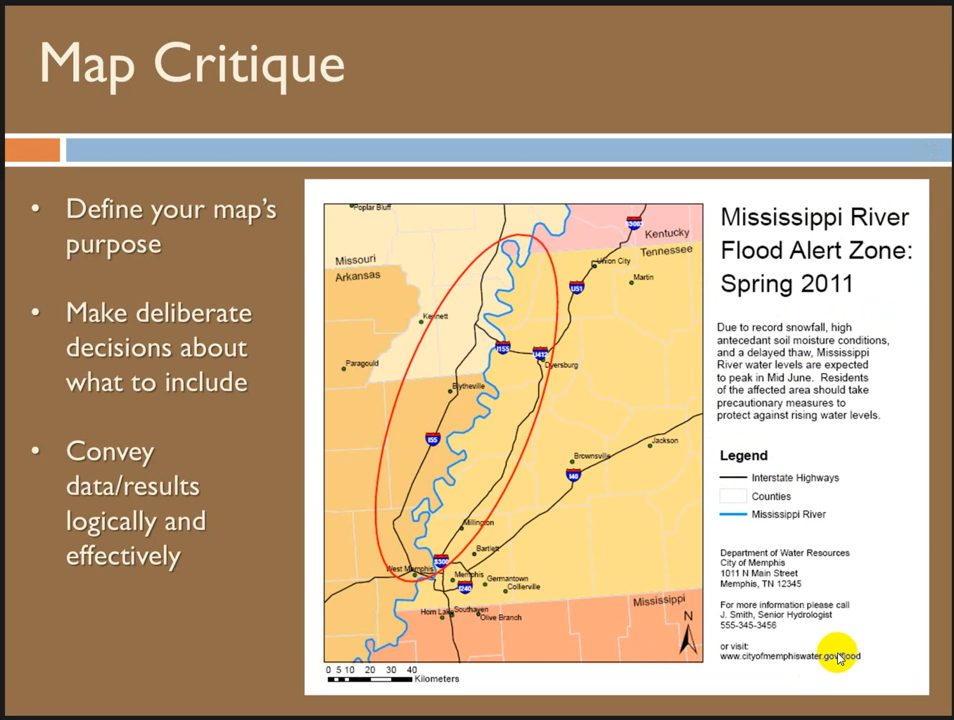 Map Critique
• Define your map's
purpose
• Make deliberate
decisions about
what to include
• Convey
data/results
logically and
effectively
Poplar Bluff
Missouri
Arkansas
Kentucky
Tennessee
Union City
Martin
U51
Kennett
I155
U412
Dyersburg
Paragould
Blytheville
I55
Jackson
Brownsville
I40
Millington
Bartlett
S300
West Memphis
Memphis
Germantown
I240
Collierville
Mississippi
Horn Lake
Southaven
Olive Branch
N
0 5 10 20 30 40
Kilometers
Mississippi River
Flood Alert Zone:
Spring 2011
Due to record snowfall, high
antecedent soil moisture conditions,
and a delayed thaw, Mississippi
River water levels are expected
to peak in Mid June. Residents
of the affected area should take
precautionary measures to
protect against rising water levels.
Legend
Interstate Highways
Counties
Mississippi River
Department of Water Resources
City of Memphis
1011 N Main Street
Memphis, TN 12345
For more information please call
J. Smith, Senior Hydrologist
555-345-3456
or visit:
www.cityofmemphiswater.gov/flood